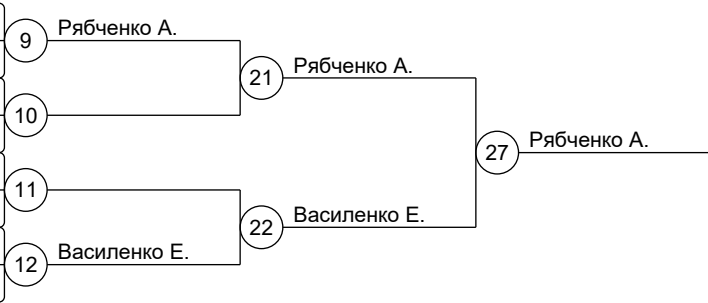 9 Рябченко А.
21 Рябченко А.
10
27 Рябченко А.
11
22 Василенко Е.
12 Василенко Е.